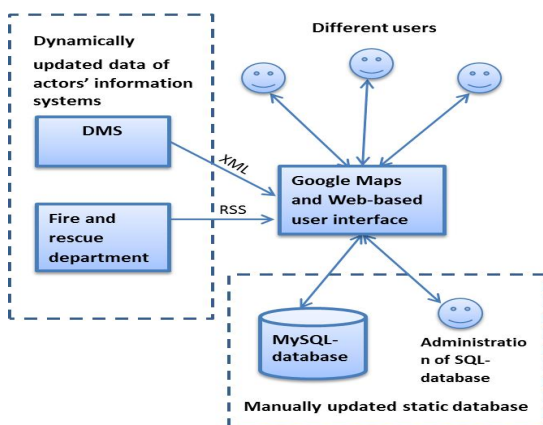 Dynamically
updated data of
actors' information
systems
DMS
Fire and
rescue
department
XML
RSS
Different users
Google Maps
and Web-based
user interface
MySQL-
database
Administratio
n of SQL-
database
Manually updated static database